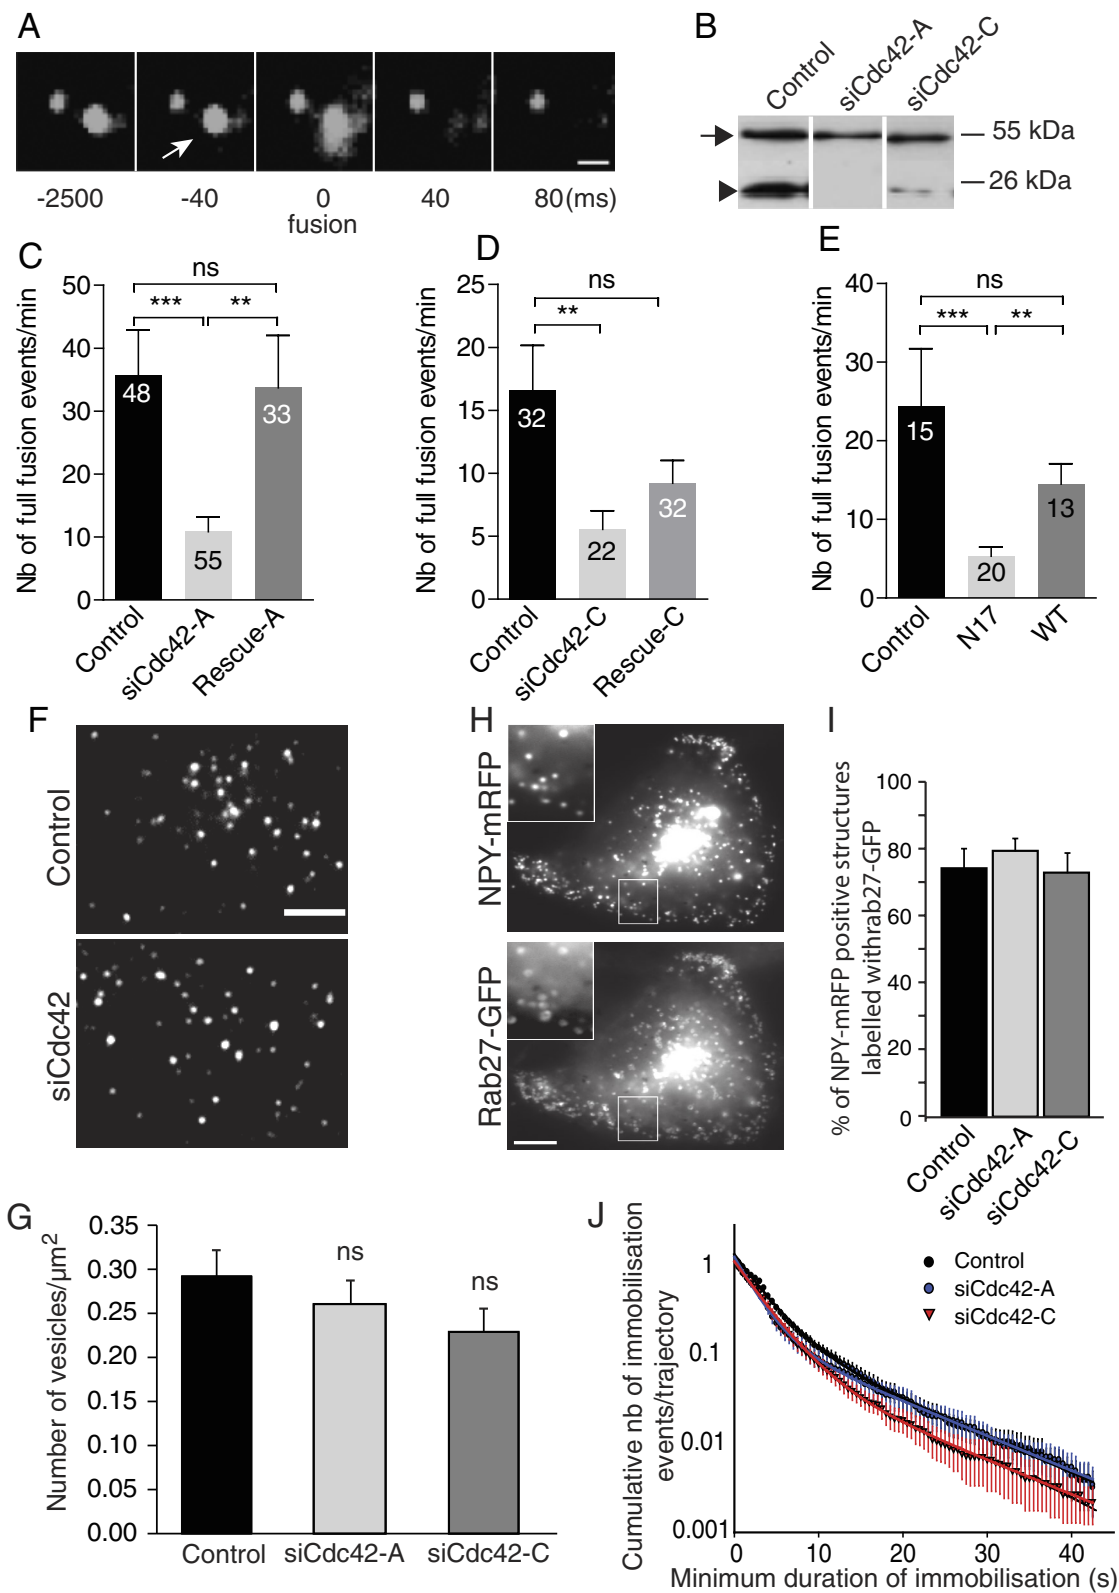 A
-2500 -40 0 40 80(ms)
fusion
B
Control siCdc42-A siCdc42-C
55 kDa
26 kDa
C
Nb of full fusion events/min
50
40
30
20
10
0
ns
*** **
48 55 33
Control siCdc42-A Rescue-A
D
Nb of full fusion events/min
25
20
15
10
5
0
ns
**
32 22 32
Control siCdc42-C Rescue-C
E
Nb of full fusion events/min
40
30
20
10
0
ns
*** **
15 20 13
Control N17 WT
F
Control
siCdc42
H
NPY-mRFP
Rab27-GFP
I
% of NPY-mRFP positive structures
labelled withrab27-GFP
100
80
60
40
20
0
Control siCdc42-A siCdc42-C
G
Number of vesicles/µm²
0.35
0.30
0.25
0.20
0.15
0.10
0.05
0.00
ns ns
Control siCdc42-A siCdc42-C
J
Cumulative nb of immobilisation
events/trajectory
1
0.1
0.01
0.001
Control
siCdc42-A
siCdc42-C
0 10 20 30 40
Minimum duration of immobilisation (s)